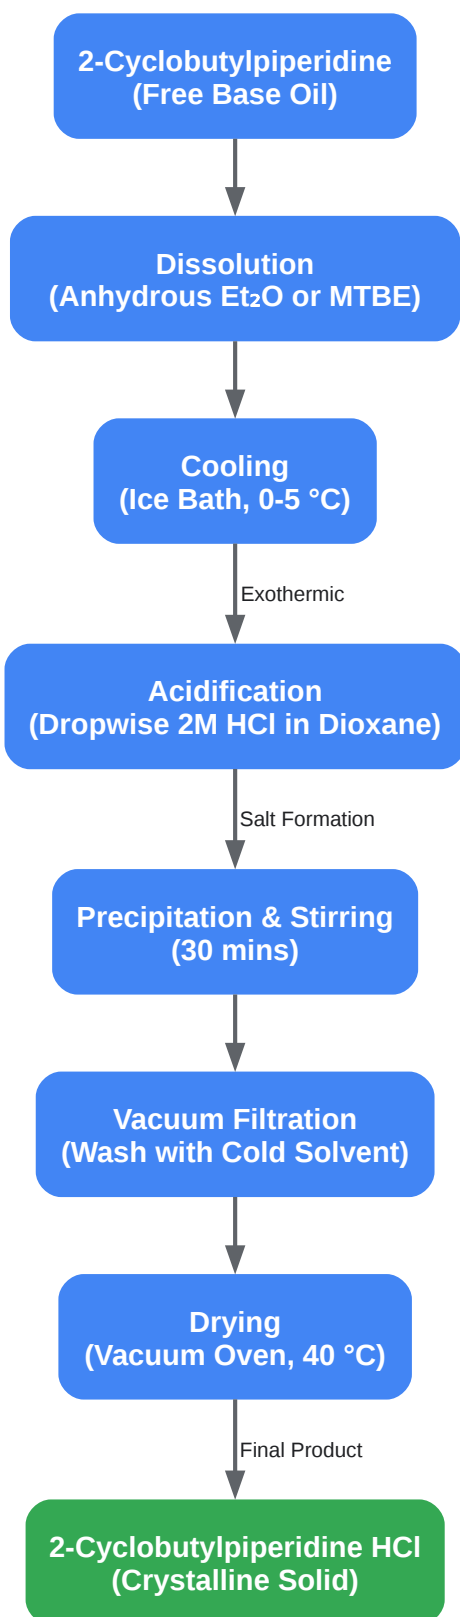 2-Cyclobutylpiperidine
(Free Base Oil)
Dissolution
(Anhydrous Et₂O or MTBE)
Cooling
(Ice Bath, 0-5 °C)
Exothermic
Acidification
(Dropwise 2M HCl in Dioxane)
Salt Formation
Precipitation & Stirring
(30 mins)
Vacuum Filtration
(Wash with Cold Solvent)
Drying
(Vacuum Oven, 40 °C)
Final Product
2-Cyclobutylpiperidine HCl
(Crystalline Solid)